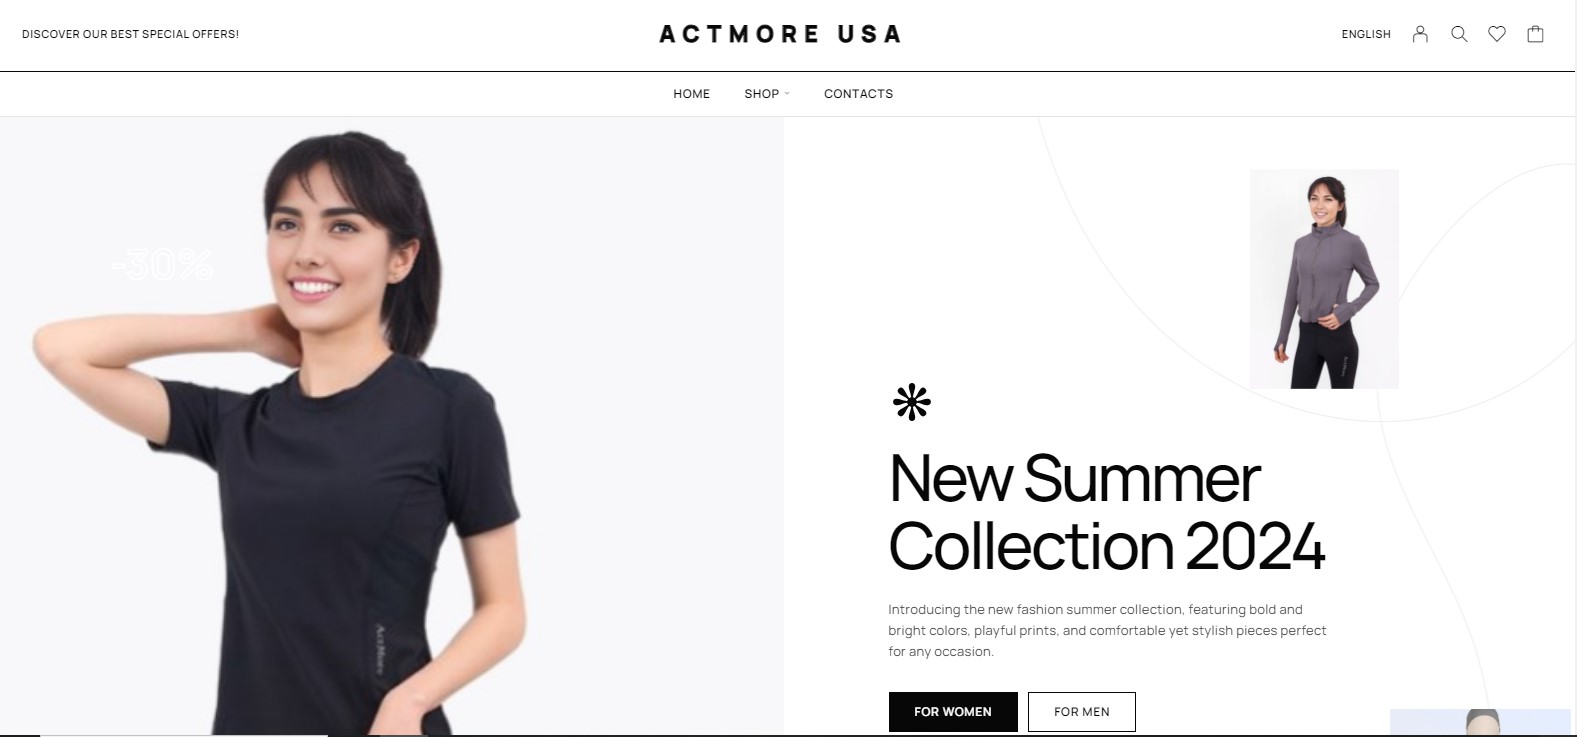 DISCOVER OUR BEST SPECIAL OFFERS!
ACTMORE USA
ENGLISH
HOME
SHOP
CONTACTS
-30%
New Summer
Collection 2024
Introducing the new fashion summer collection, featuring bold and
bright colors, playful prints, and comfortable yet stylish pieces perfect
for any occasion.
FOR WOMEN
FOR MEN
ActMore